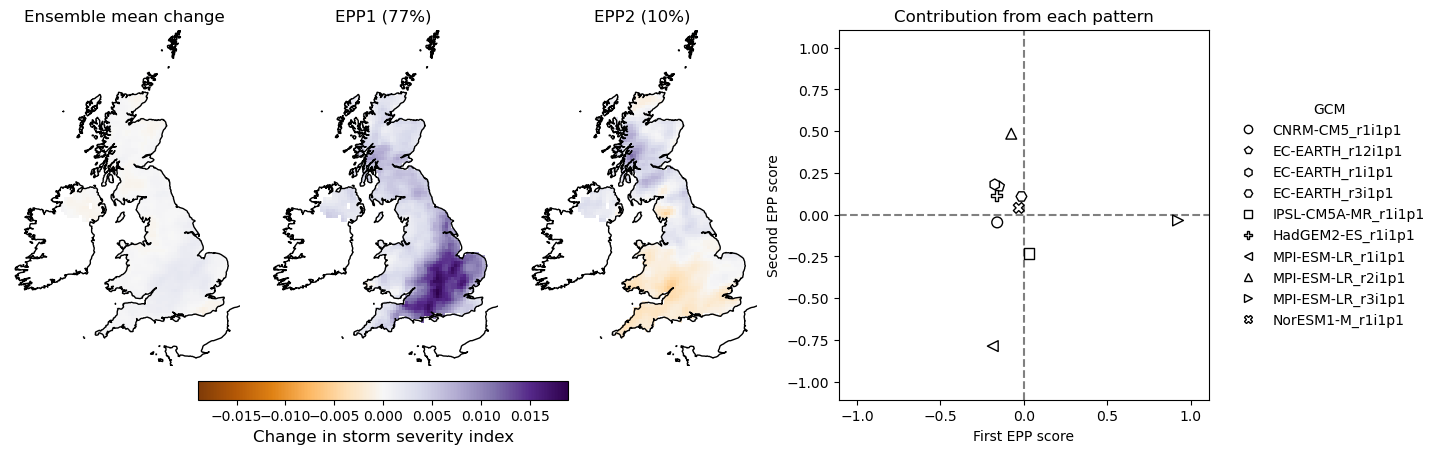 Ensemble mean change
EPP1 (77%)
EPP2 (10%)
−0.015 −0.010 −0.005 0.000 0.005 0.010 0.015
Change in storm severity index
Contribution from each pattern
1.00
0.75
0.50
0.25
0.00
−0.25
−0.50
−0.75
−1.00
Second EPP score
−1.0 −0.5 0.0 0.5 1.0
First EPP score
GCM
CNRM-CM5_r1i1p1
EC-EARTH_r12i1p1
EC-EARTH_r1i1p1
EC-EARTH_r3i1p1
IPSL-CM5A-MR_r1i1p1
HadGEM2-ES_r1i1p1
MPI-ESM-LR_r1i1p1
MPI-ESM-LR_r2i1p1
MPI-ESM-LR_r3i1p1
NorESM1-M_r1i1p1